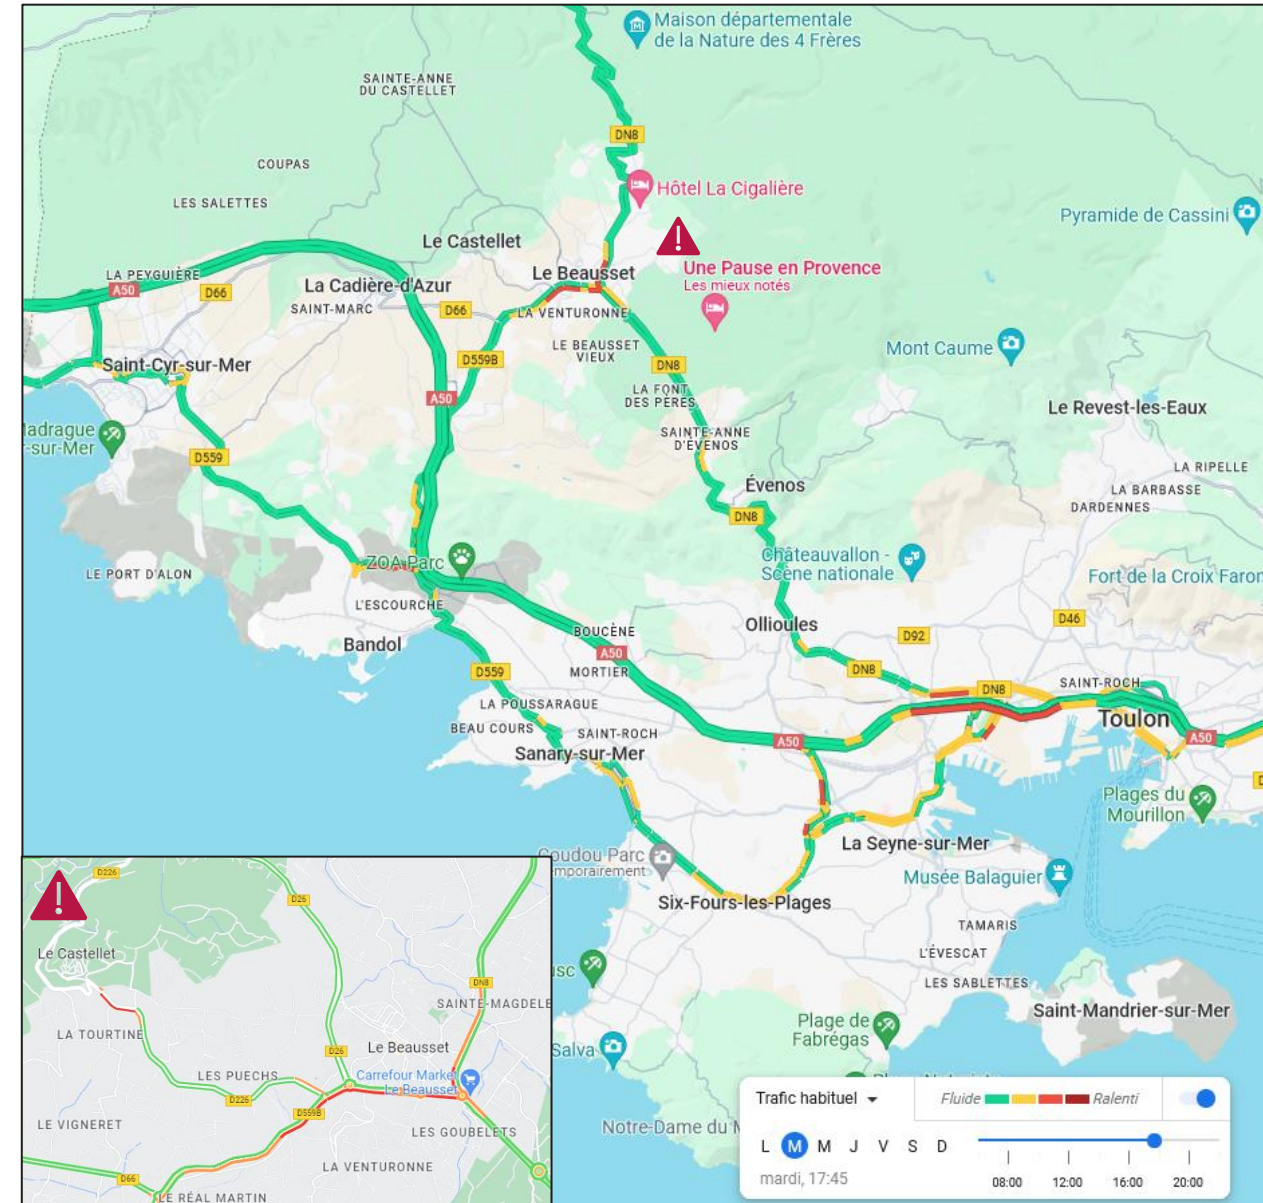 Maison départementale
de la Nature des 4 Frères
SAINTE-ANNE
DU CASTELLET
DN8
COUPAS
Hôtel La Cigalière
LES SALETTES
Pyramide de Cassini
Le Castellet
LA PEYGUIÈRE
Le Beausset
Une Pause en Provence
Les mieux notés
A50
D66
La Cadière-d'Azur
SAINT-MARC
D66
LA VENTURONNE
LE BEAUSSET
VIEUX
Mont Caume
Saint-Cyr-sur-Mer
D559B
DN8
LA FONT
DES PÈRES
A50
Le Revest-les-Eaux
SAINTE-ANNE
D'ÉVENOS
-sur-Mer
D559
LA RIPELLE
Évenos
LA BARBASSE
DARDENNES
DN8
ZOA Parc
Châteauvallon -
Scène nationale
LE PORT D'ALON
Fort de la Croix Faron
L'ESCOURCHE
D46
Ollioules
BOUCÈNE
D92
Bandol
A50
D559
MORTIER
DN8
DN8
SAINT-ROCH
LA POUSSARAGUE
Toulon
BEAU COURS
SAINT-ROCH
A50
A50
Sanary-sur-Mer
Plages du
Mourillon
La Seyne-sur-Mer
Coudou Parc
emporairement
Musée Balaguier
Six-Fours-les-Plages
TAMARIS
L'ÉVESCAT
LES SABLETTES
Saint-Mandrier-sur-Mer
Plage de
Fabrégas
Salva
Notre-Dame du M
D226
D26
Le Castellet
DN8
SAINTE-MAGDELE
LA TOURTINE
D26
Le Beausset
LES PUECHS
Carrefour Market
Le Beausset
D226
D559B
LE VIGNERET
LES GOUBELETS
LA VENTURONNE
D66
LE RÉAL MARTIN
Trafic habituel
Fluide Ralenti
L M M J V S D
mardi, 17:45
08:00 12:00 16:00 20:00